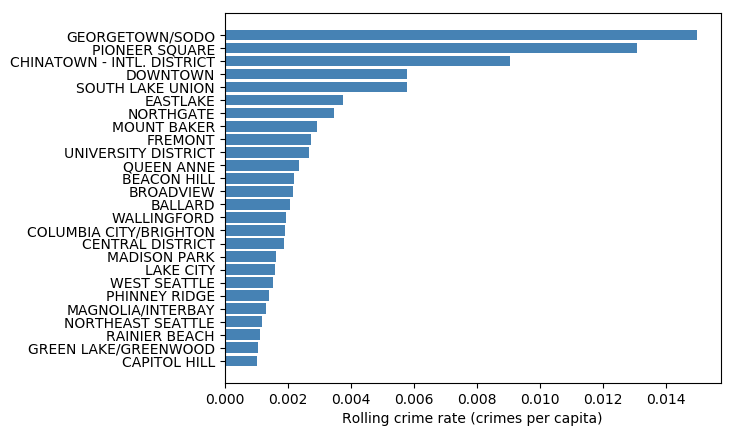 GEORGETOWN/SODO
PIONEER SQUARE
CHINATOWN - INTL. DISTRICT
DOWNTOWN
SOUTH LAKE UNION
EASTLAKE
NORTHGATE
MOUNT BAKER
FREMONT
UNIVERSITY DISTRICT
QUEEN ANNE
BEACON HILL
BROADVIEW
BALLARD
WALLINGFORD
COLUMBIA CITY/BRIGHTON
CENTRAL DISTRICT
MADISON PARK
LAKE CITY
WEST SEATTLE
PHINNEY RIDGE
MAGNOLIA/INTERBAY
NORTHEAST SEATTLE
RAINIER BEACH
GREEN LAKE/GREENWOOD
CAPITOL HILL
0.000 0.002 0.004 0.006 0.008 0.010 0.012 0.014
Rolling crime rate (crimes per capita)